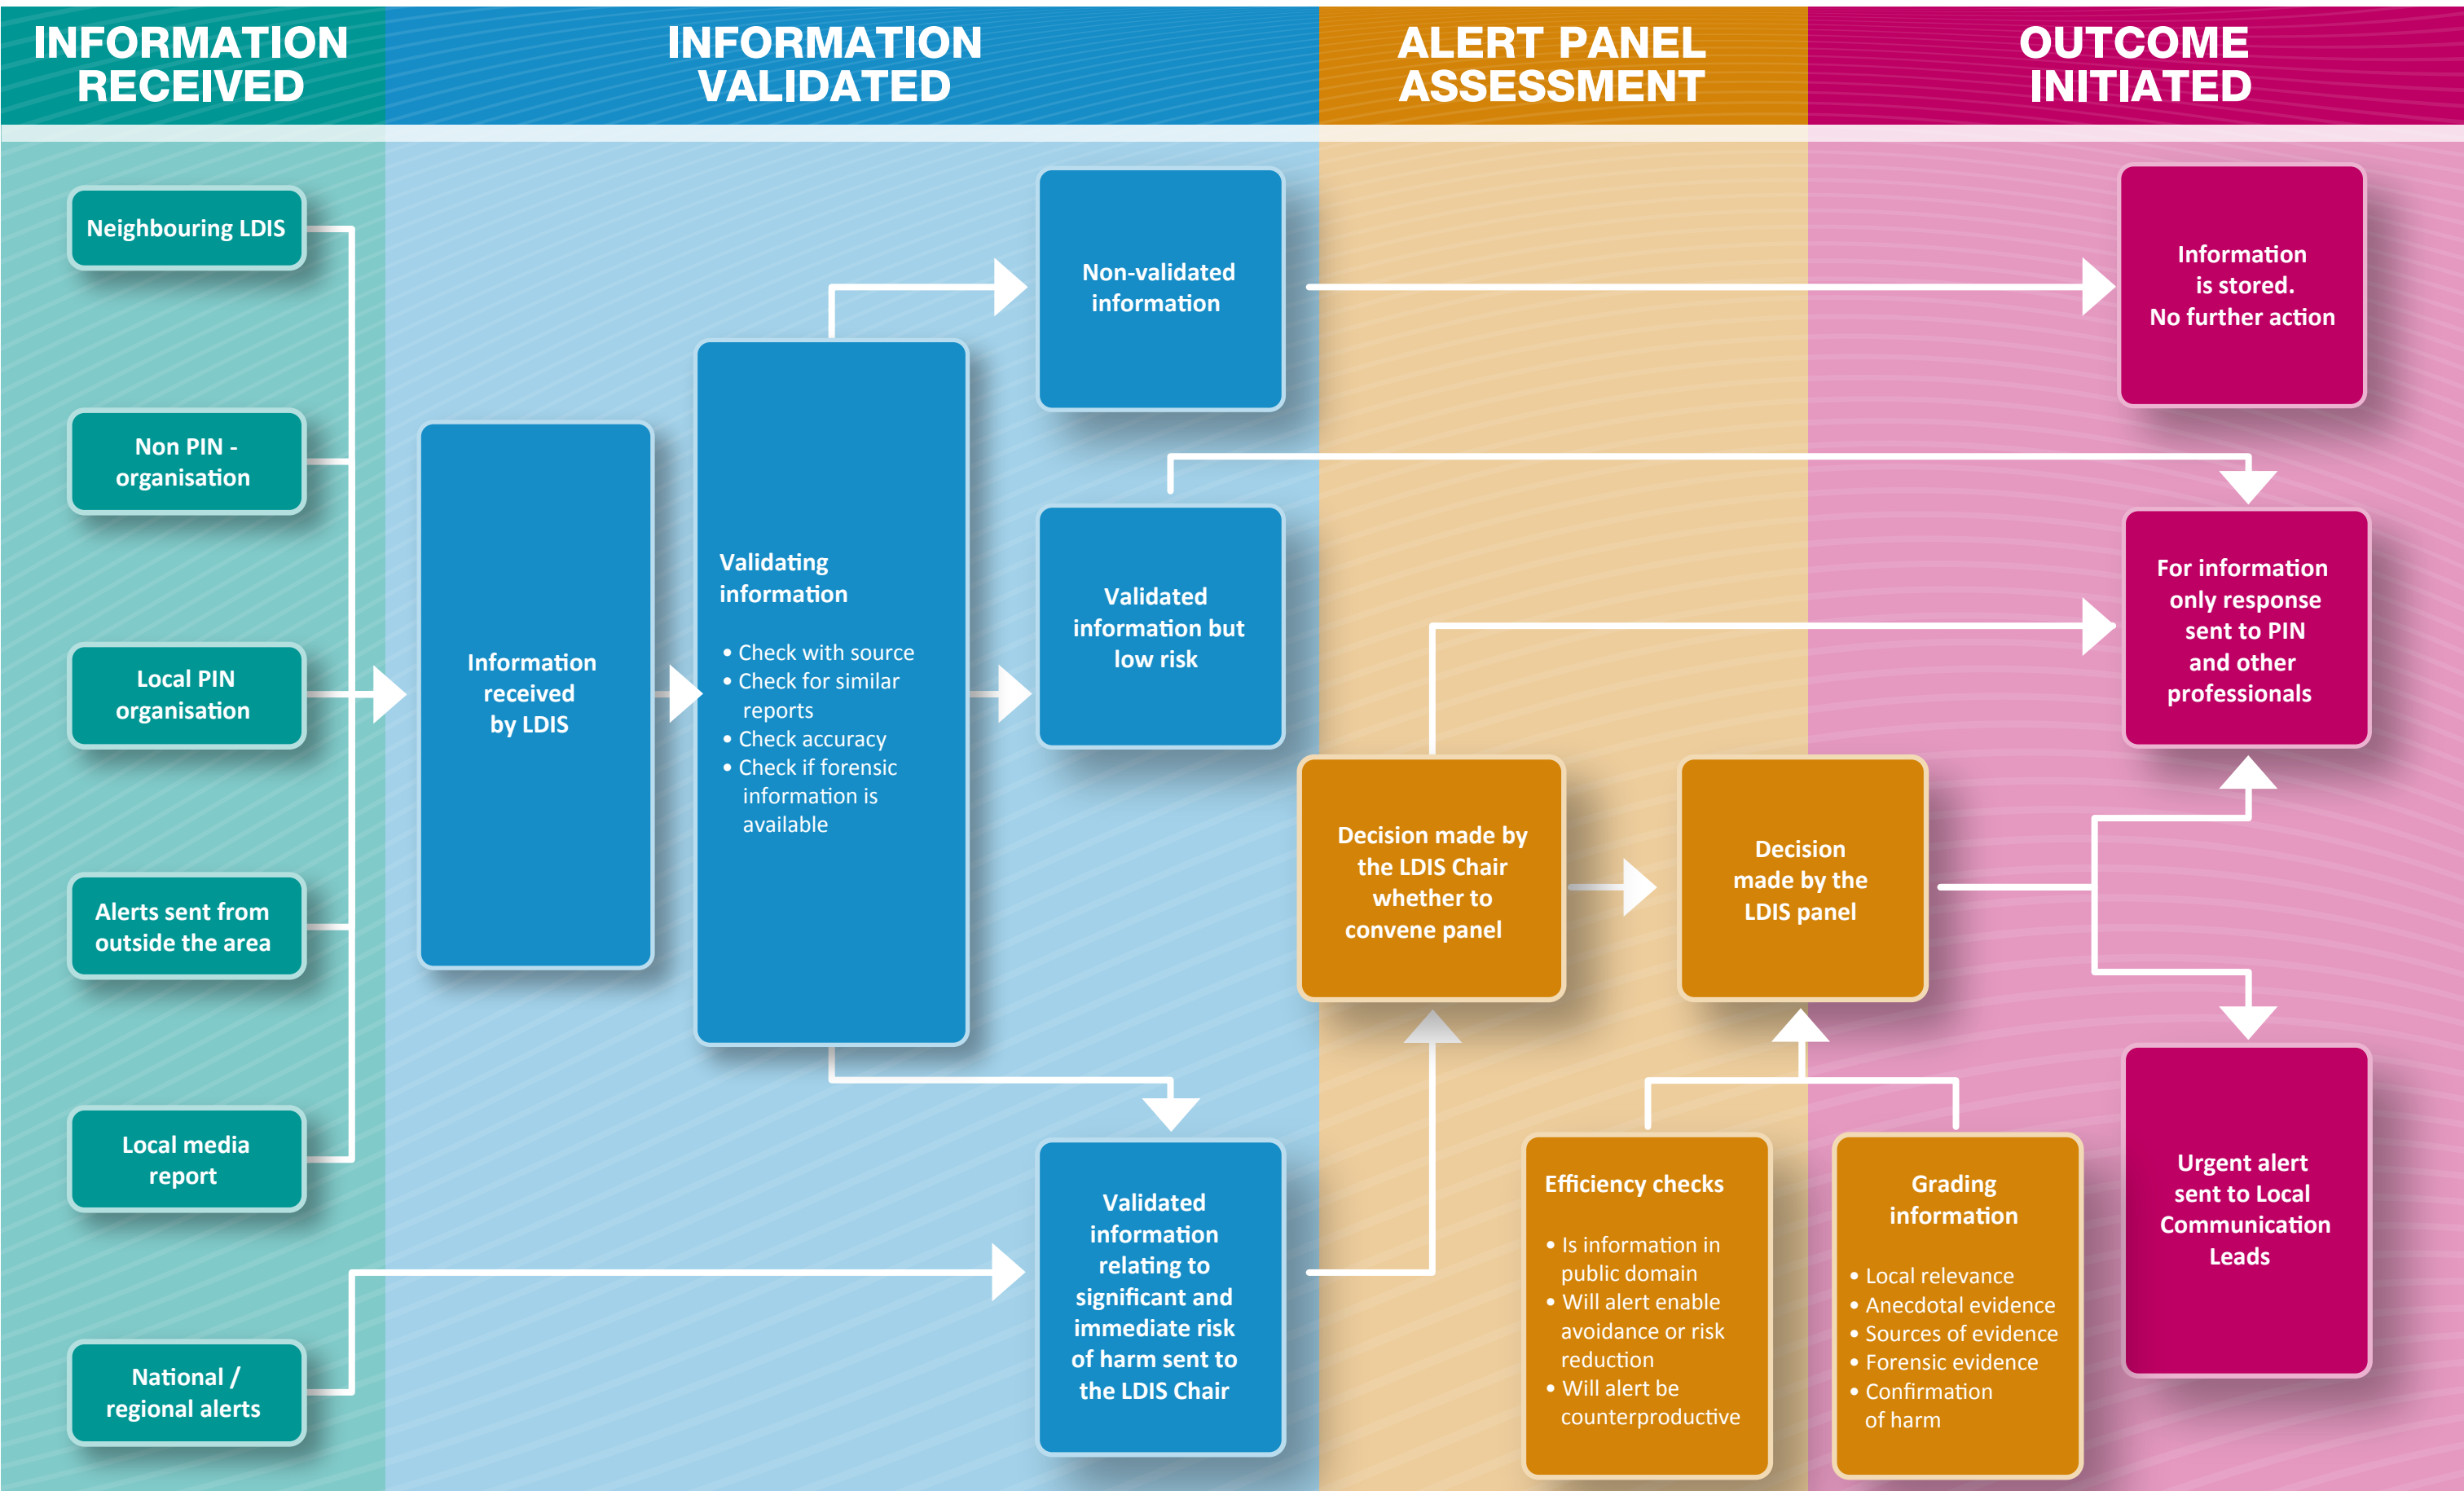 INFORMATION
RECEIVED
INFORMATION
VALIDATED
ALERT PANEL
ASSESSMENT
OUTCOME
INITIATED
Neighbouring LDIS
Non PIN -
organisation
Local PIN
organisation
Alerts sent from
outside the area
Local media
report
National /
regional alerts
Information
received
by LDIS
Validating
information
• Check with source
• Check for similar
reports
• Check accuracy
• Check if forensic
information is
available
Non-validated
information
Validated
information but
low risk
Validated
information
relating to
significant and
immediate risk
of harm sent to
the LDIS Chair
Decision made by
the LDIS Chair
whether to
convene panel
Decision
made by the
LDIS panel
Efficiency checks
• Is information in
public domain
• Will alert enable
avoidance or risk
reduction
• Will alert be
counterproductive
Grading
information
• Local relevance
• Anecdotal evidence
• Sources of evidence
• Forensic evidence
• Confirmation
of harm
Information
is stored.
No further action
For information
only response
sent to PIN
and other
professionals
Urgent alert
sent to Local
Communication
Leads